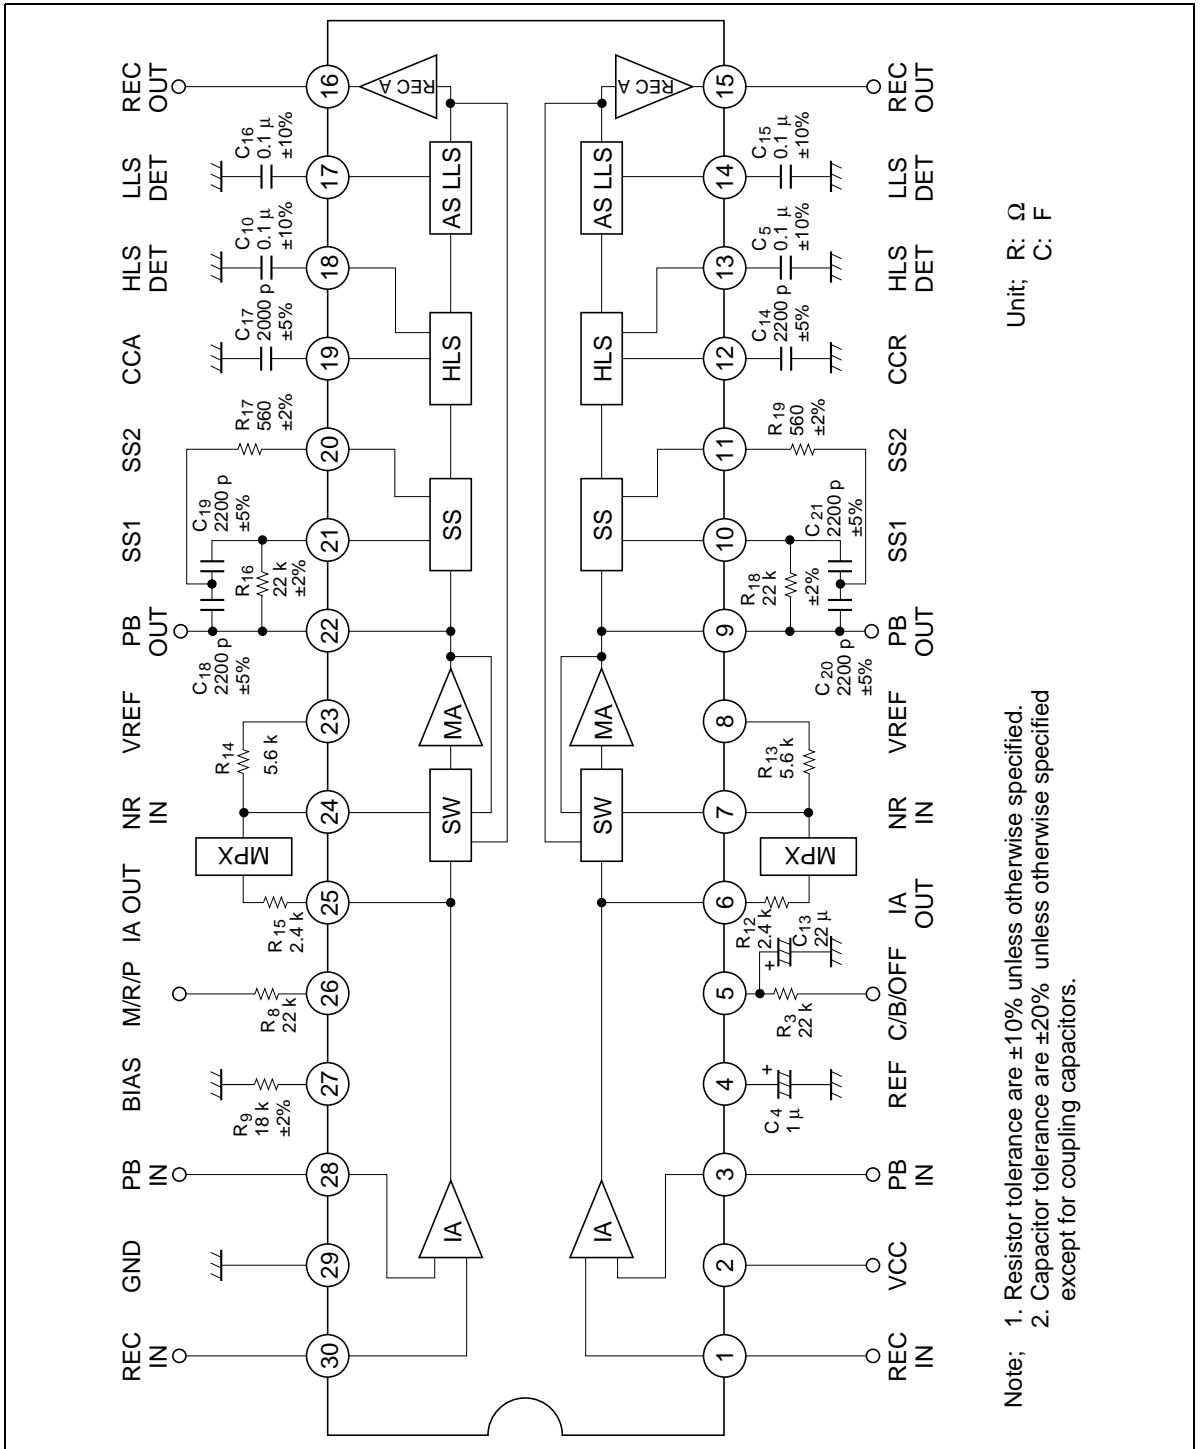 REC
IN
GND
PB
IN
BIAS
M/R/P
IA OUT
NR
IN
VREF
PB
OUT
SS1
SS2
CCA
HLS
DET
LLS
DET
REC
OUT
R9
18 k
±2%
R8
22 k
R15
2.4 k
MPX
R14
5.6 k
C18
2200 p
±5%
R16
22 k
±2%
C19
2200 p
±5%
R17
560
±2%
C17
2000 p
±5%
C10
0.1 μ
±10%
C16
0.1 μ
±10%
30
29
28
27
26
25
24
23
22
21
20
19
18
17
16
IA
SW
MA
SS
HLS
AS LLS
REC A
IA
SW
MA
SS
HLS
AS LLS
REC A
1
2
3
4
5
6
7
8
9
10
11
12
13
14
15
C4
1 μ
R3
22 k
C13
22 μ
R12
2.4 k
MPX
R13
5.6 k
C20
2200 p
±5%
R18
22 k
±2%
C21
2200 p
±5%
R19
560
±2%
C14
2200 p
±5%
C5
0.1 μ
±10%
C15
0.1 μ
±10%
+
+
REC
IN
VCC
PB
IN
REF
C/B/OFF
IA
OUT
NR
IN
VREF
PB
OUT
SS1
SS2
CCR
HLS
DET
LLS
DET
REC
OUT
Unit; R: Ω
C: F
Note; 1. Resistor tolerance are ±10% unless otherwise specified.
2. Capacitor tolerance are ±20% unless otherwise specified
except for coupling capacitors.